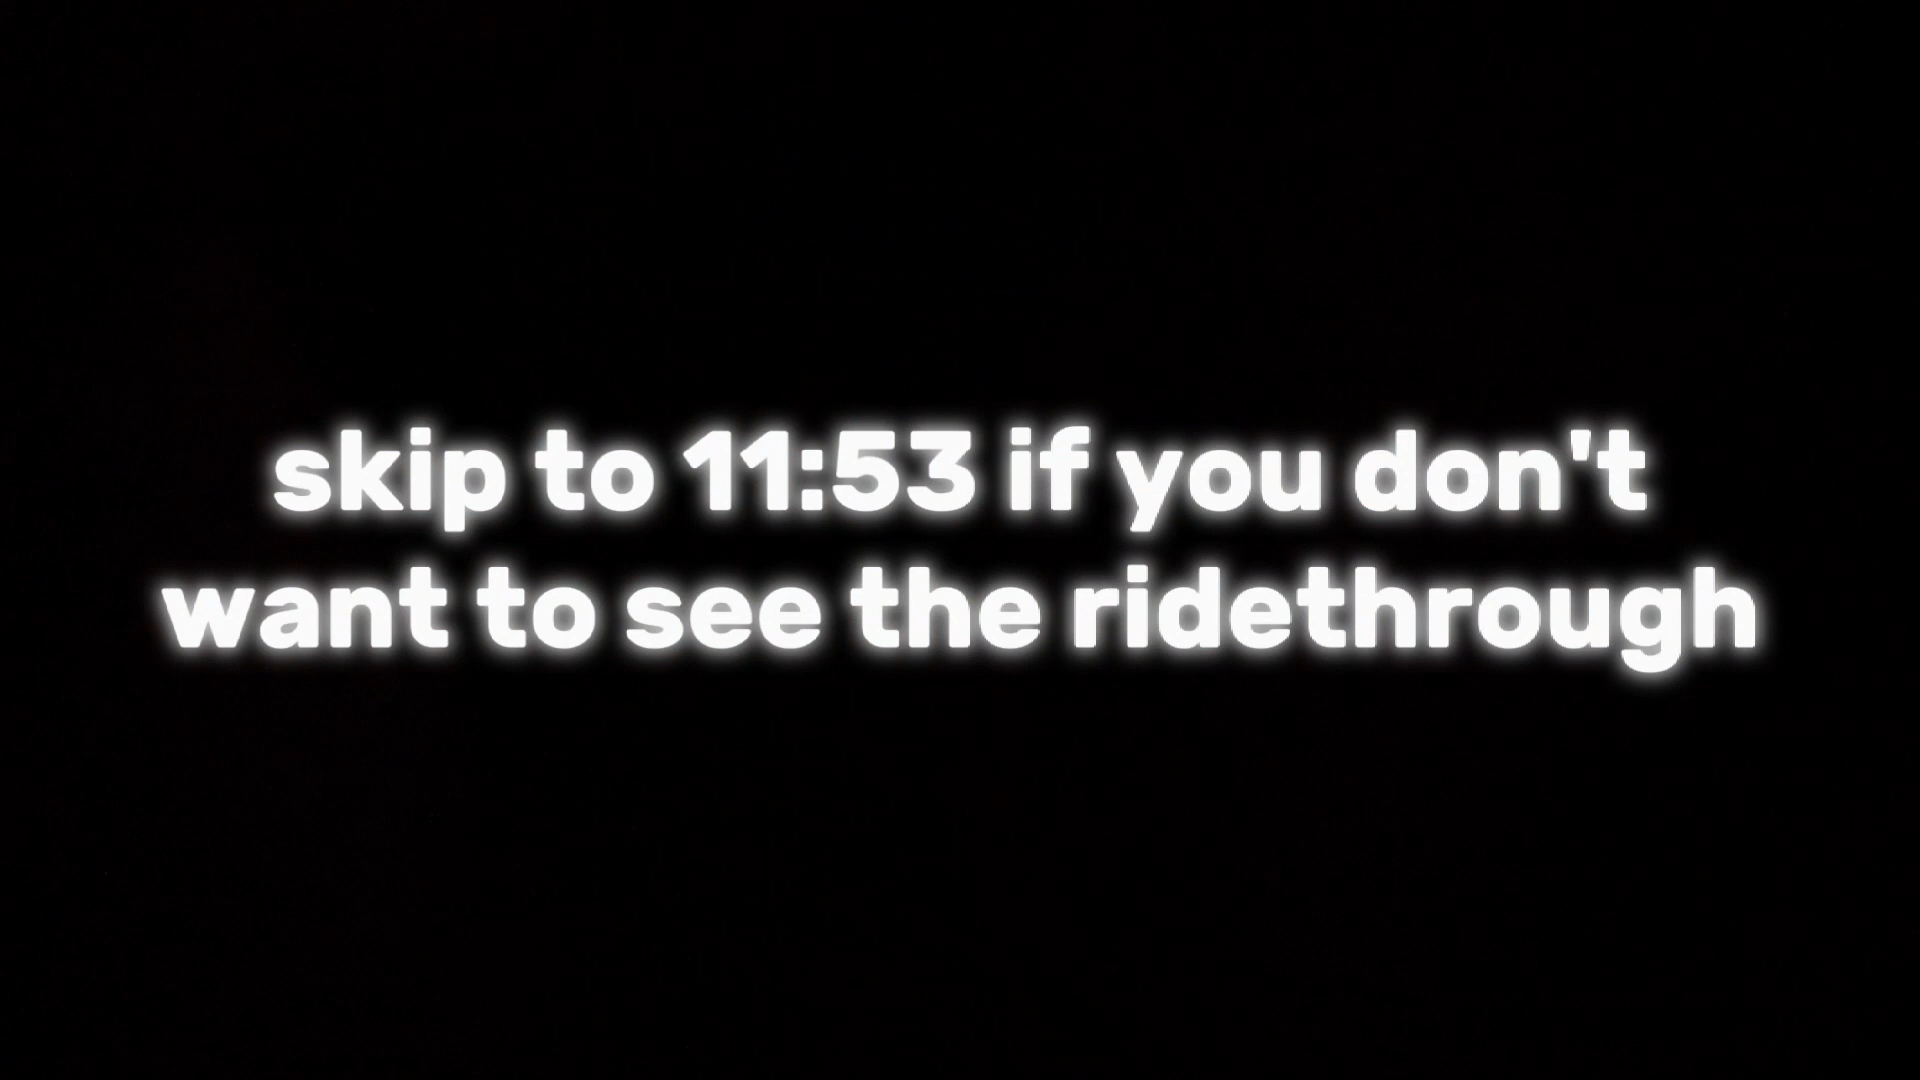 skip to 11:53 if you don't
want to see the ridethrough